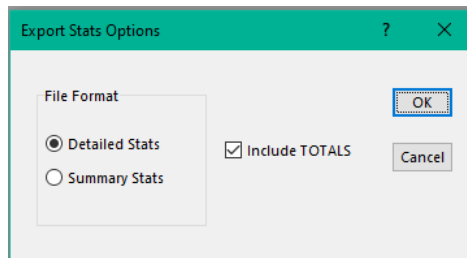 Export Stats Options ? ×
File Format
OK
Detailed Stats
Include TOTALS
Cancel
Summary Stats